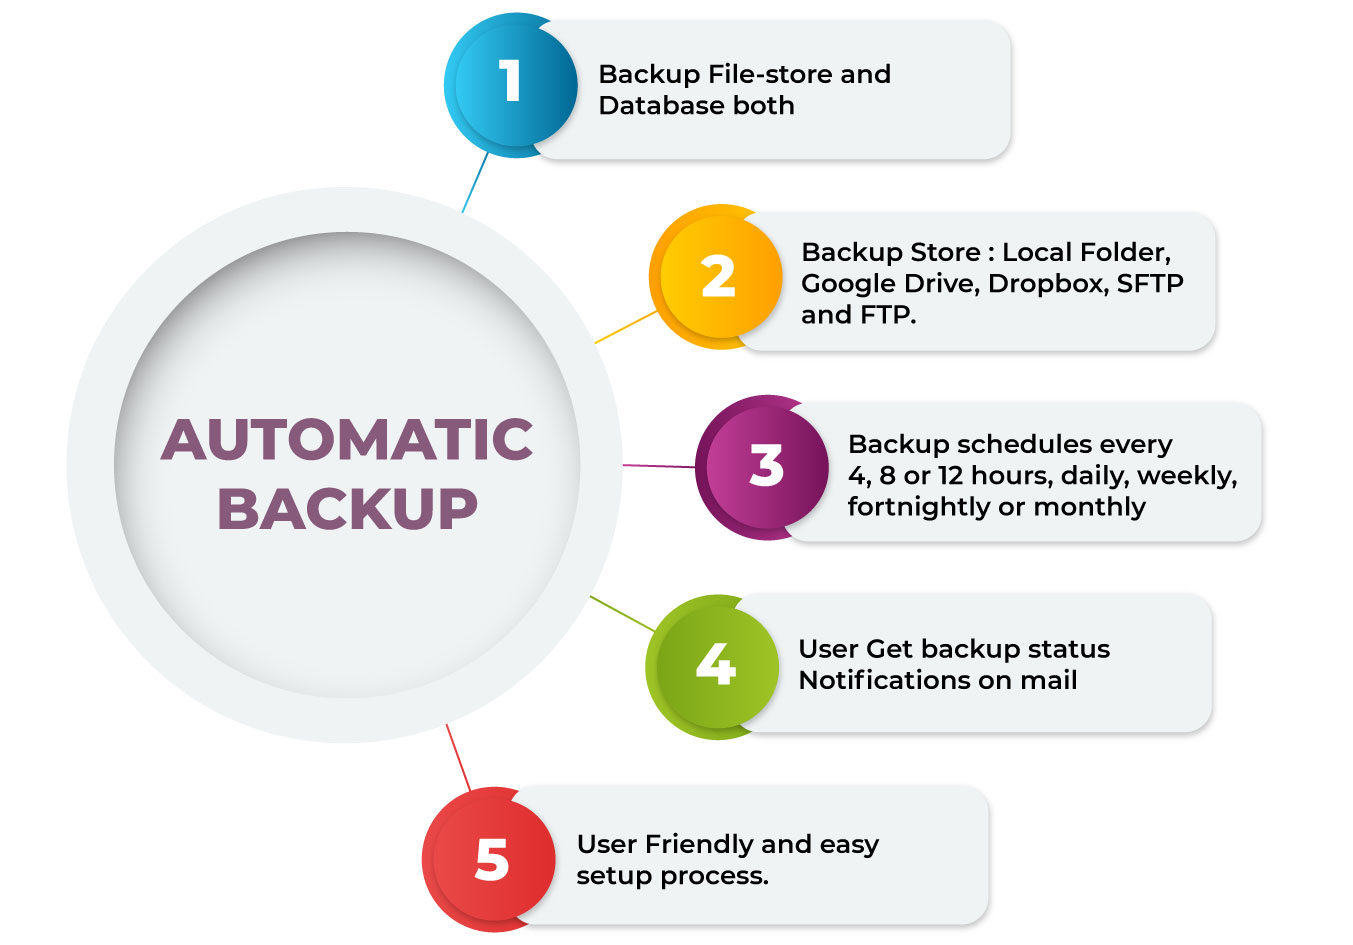 1
Backup File-store and
Database both
2
Backup Store : Local Folder,
Google Drive, Dropbox, SFTP
and FTP.
AUTOMATIC
BACKUP
3
Backup schedules every
4, 8 or 12 hours, daily, weekly,
fortnightly or monthly
4
User Get backup status
Notifications on mail
5
User Friendly and easy
setup process.